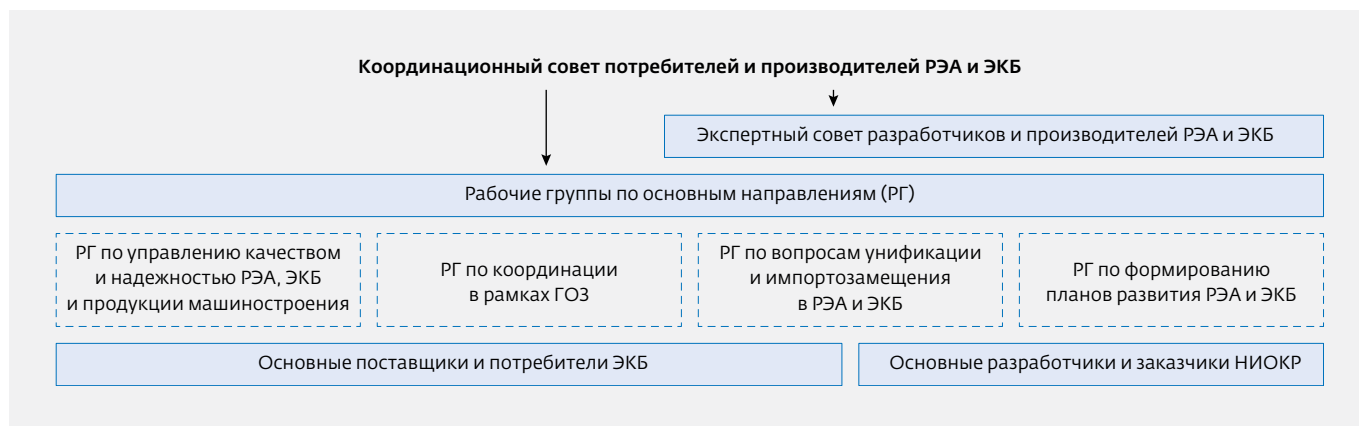 Координационный совет потребителей и производителей РЭА и ЭКБ
Экспертный совет разработчиков и производителей РЭА и ЭКБ
Рабочие группы по основным направлениям (РГ)
РГ по управлению качеством
и надежностью РЭА, ЭКБ
и продукции машиностроения
РГ по координации
в рамках ГОЗ
РГ по вопросам унификации
и импортозамещения
в РЭА и ЭКБ
РГ по формированию
планов развития РЭА и ЭКБ
Основные поставщики и потребители ЭКБ
Основные разработчики и заказчики НИОКР